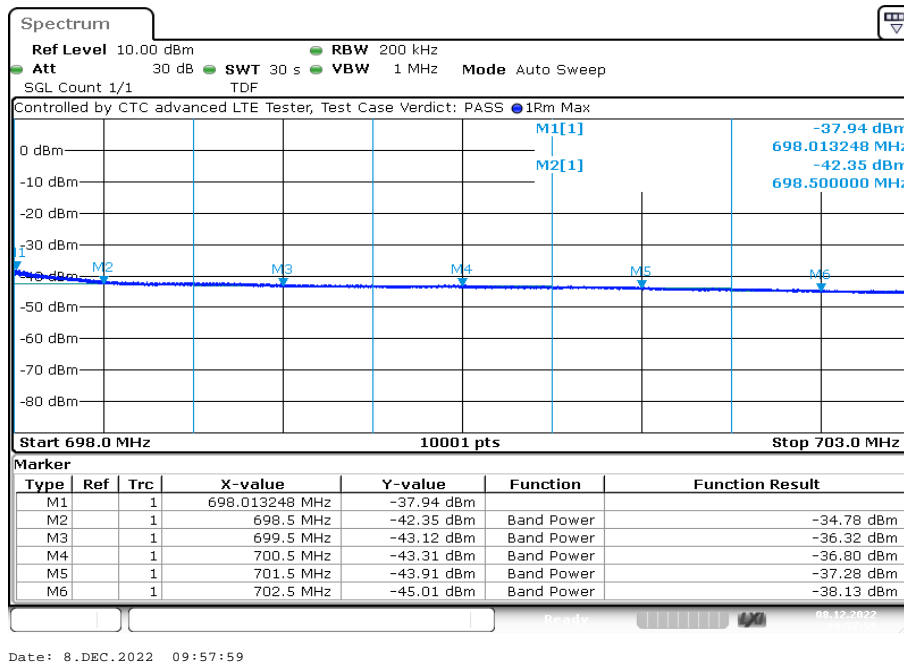 Spectrum
Ref Level 10.00 dBm RBW 200 kHz
Att 30 dB SWT 30 s VBW 1 MHz Mode Auto Sweep
SGL Count 1/1 TDF
Controlled by CTC advanced LTE Tester, Test Case Verdict: PASS 1Rm Max
M1[1] -37.94 dBm
0 dBm 698.013248 MHz
M2[1] -42.35 dBm
-10 dBm 698.500000 MHz
-20 dBm
-30 dBm
M2 M3 M4 M5 M6
-40 dBm
-50 dBm
-60 dBm
-70 dBm
-80 dBm
Start 698.0 MHz 10001 pts Stop 703.0 MHz
Marker
Type Ref Trc X-value Y-value Function Function Result
M1 1 698.013248 MHz -37.94 dBm
M2 1 698.5 MHz -42.35 dBm Band Power -34.78 dBm
M3 1 699.5 MHz -43.12 dBm Band Power -36.32 dBm
M4 1 700.5 MHz -43.31 dBm Band Power -36.80 dBm
M5 1 701.5 MHz -43.91 dBm Band Power -37.28 dBm
M6 1 702.5 MHz -45.01 dBm Band Power -38.13 dBm
Ready LXI 08.12.2022
Date: 8.DEC.2022 09:57:59